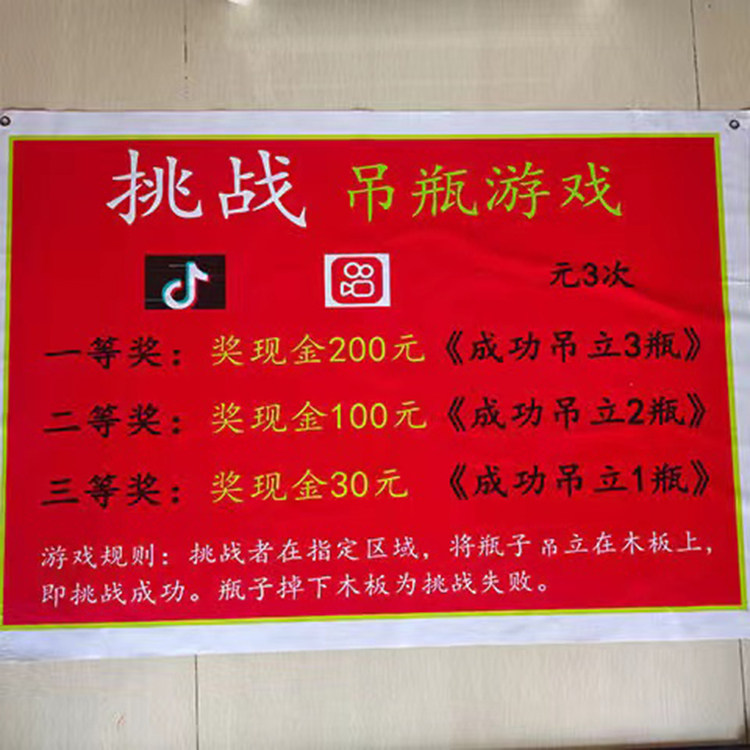 挑战 吊瓶游戏
元3次
一等奖：奖现金200元《成功吊立3瓶》
二等奖：奖现金100元《成功吊立2瓶》
三等奖：奖现金30元《成功吊立1瓶》
游戏规则：挑战者在指定区域，将瓶子吊立在木板上，
即挑战成功。瓶子掉下木板为挑战失败。